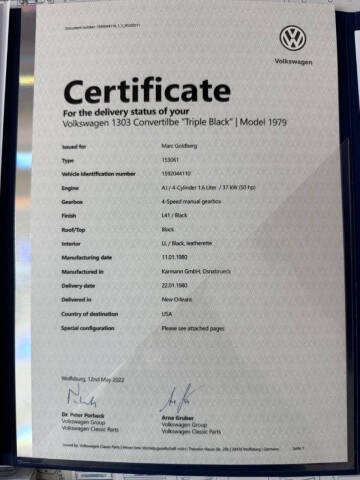 Volkswagen
Certificate
For the delivery status of your
Volkswagen 1303 Convertilbe "Triple Black" | Model 1979
Issued for Marc Goldberg
Type 153061
Vehicle identification number 1592044110
Engine AJ / 4-Cylinder 1.6 Liter / 37 kW (50 hp)
Gearbox 4-Speed manual gearbox
Finish L41 / Black
Roof/Top Black
Interior LL / Black, leatherette
Manufacturing date 11.01.1980
Manufactured in Karmann GmbH, Osnabrueck
Delivery date 22.01.1980
Delivered in New Orleans
Country of destination USA
Special configuration Please see attached pages
Wolfsburg, 12nd May 2022
Dr. Peter Porbeck Arne Gruber
Volkswagen Group Volkswagen Group
Volkswagen Classic Parts Volkswagen Classic Parts